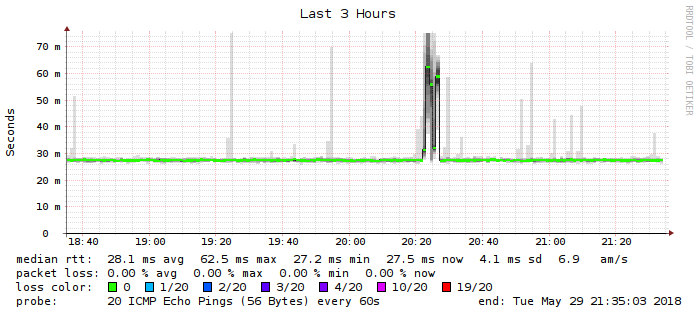 Last 3 Hours
RRDTOOL / TOBI OETIKER
Seconds
70 m
60 m
50 m
40 m
30 m
20 m
10 m
0
18:40 19:00 19:20 19:40 20:00 20:20 20:40 21:00 21:20
median rtt: 28.1 ms avg 62.5 ms max 27.2 ms min 27.5 ms now 4.1 ms sd 6.9 am/s
packet loss: 0.00 % avg 0.00 % max 0.00 % min 0.00 % now
loss color: 0 1/20 2/20 3/20 4/20 10/20 19/20
probe: 20 ICMP Echo Pings (56 Bytes) every 60s end: Tue May 29 21:35:03 2018